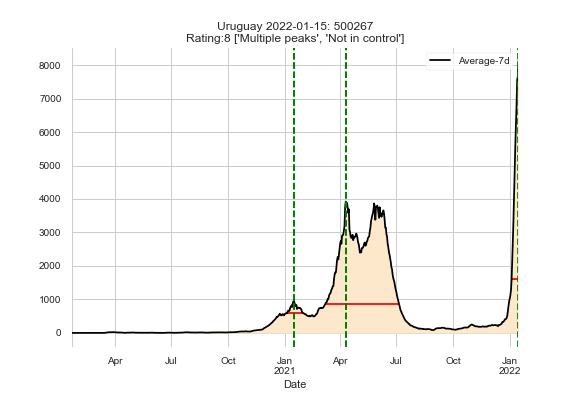 Uruguay 2022-01-15: 500267
Rating:8 ['Multiple peaks', 'Not in control']
Average-7d
8000
7000
6000
5000
4000
3000
2000
1000
0
Apr Jul Oct Jan Apr Jul Oct Jan
2021 2022
Date